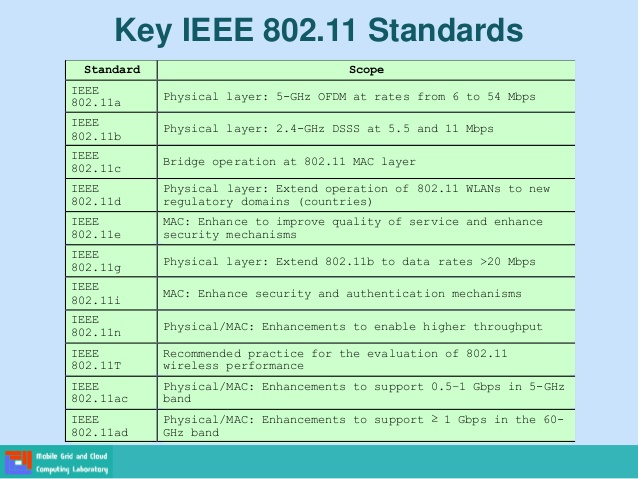 Key IEEE 802.11 Standards
Standard Scope
IEEE
802.11a
Physical layer: 5-GHz OFDM at rates from 6 to 54 Mbps
IEEE
802.11b
Physical layer: 2.4-GHz DSSS at 5.5 and 11 Mbps
IEEE
802.11c
Bridge operation at 802.11 MAC layer
IEEE
802.11d
Physical layer: Extend operation of 802.11 WLANs to new
regulatory domains (countries)
IEEE
802.11e
MAC: Enhance to improve quality of service and enhance
security mechanisms
IEEE
802.11g
Physical layer: Extend 802.11b to data rates >20 Mbps
IEEE
802.11i
MAC: Enhance security and authentication mechanisms
IEEE
802.11n
Physical/MAC: Enhancements to enable higher throughput
IEEE
802.11T
Recommended practice for the evaluation of 802.11
wireless performance
IEEE
802.11ac
Physical/MAC: Enhancements to support 0.5-1 Gbps in 5-GHz
band
IEEE
802.11ad
Physical/MAC: Enhancements to support ≥ 1 Gbps in the 60-
GHz band
Mobile Grid and Cloud
Computing Laboratory